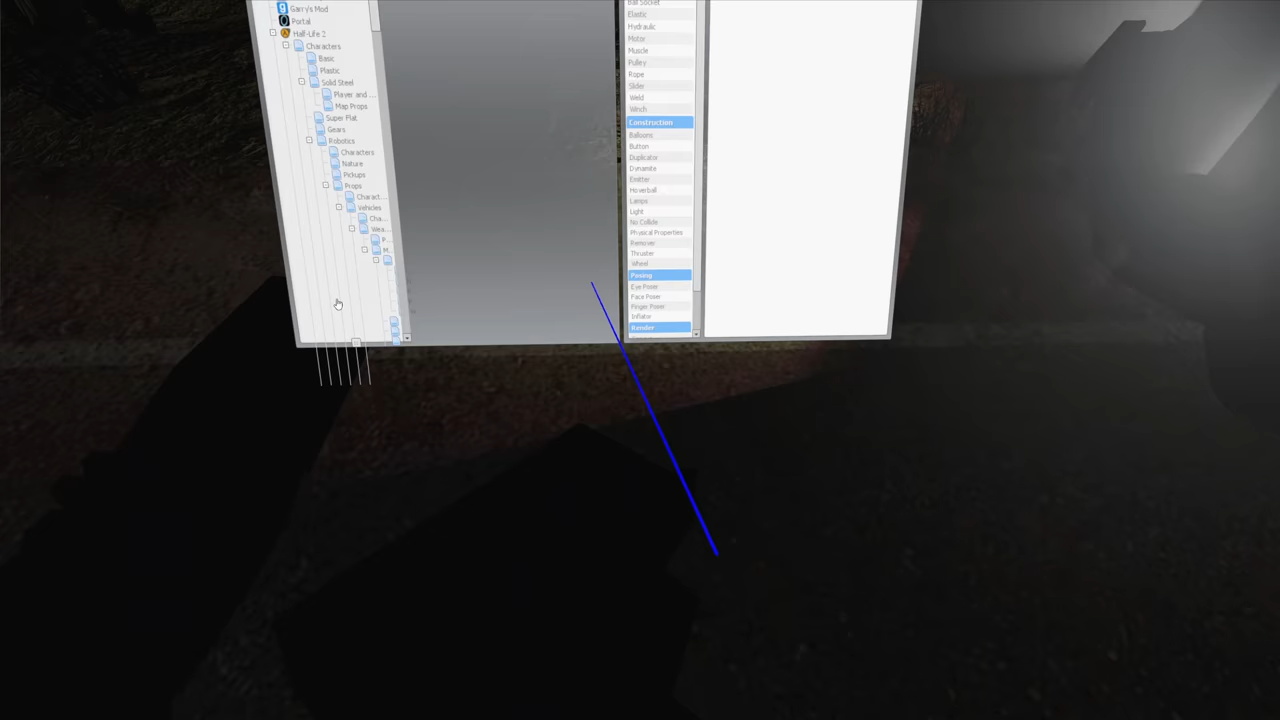 Garry's Mod
Portal
Half-Life 2
Characters
Basic
Plastic
Solid Steel
Player and ...
Map Props
Super Flat
Gears
Robotics
Characters
Nature
Pickups
Props
Charact...
Vehicles
Cha...
Wea...
P...
M...
Ball Socket
Elastic
Hydraulic
Motor
Muscle
Pulley
Rope
Slider
Weld
Winch
Construction
Balloons
Button
Duplicator
Dynamite
Emitter
Hoverball
Lamps
Light
No Collide
Physical Properties
Remover
Thruster
Wheel
Posing
Eye Poser
Face Poser
Finger Poser
Inflator
Render